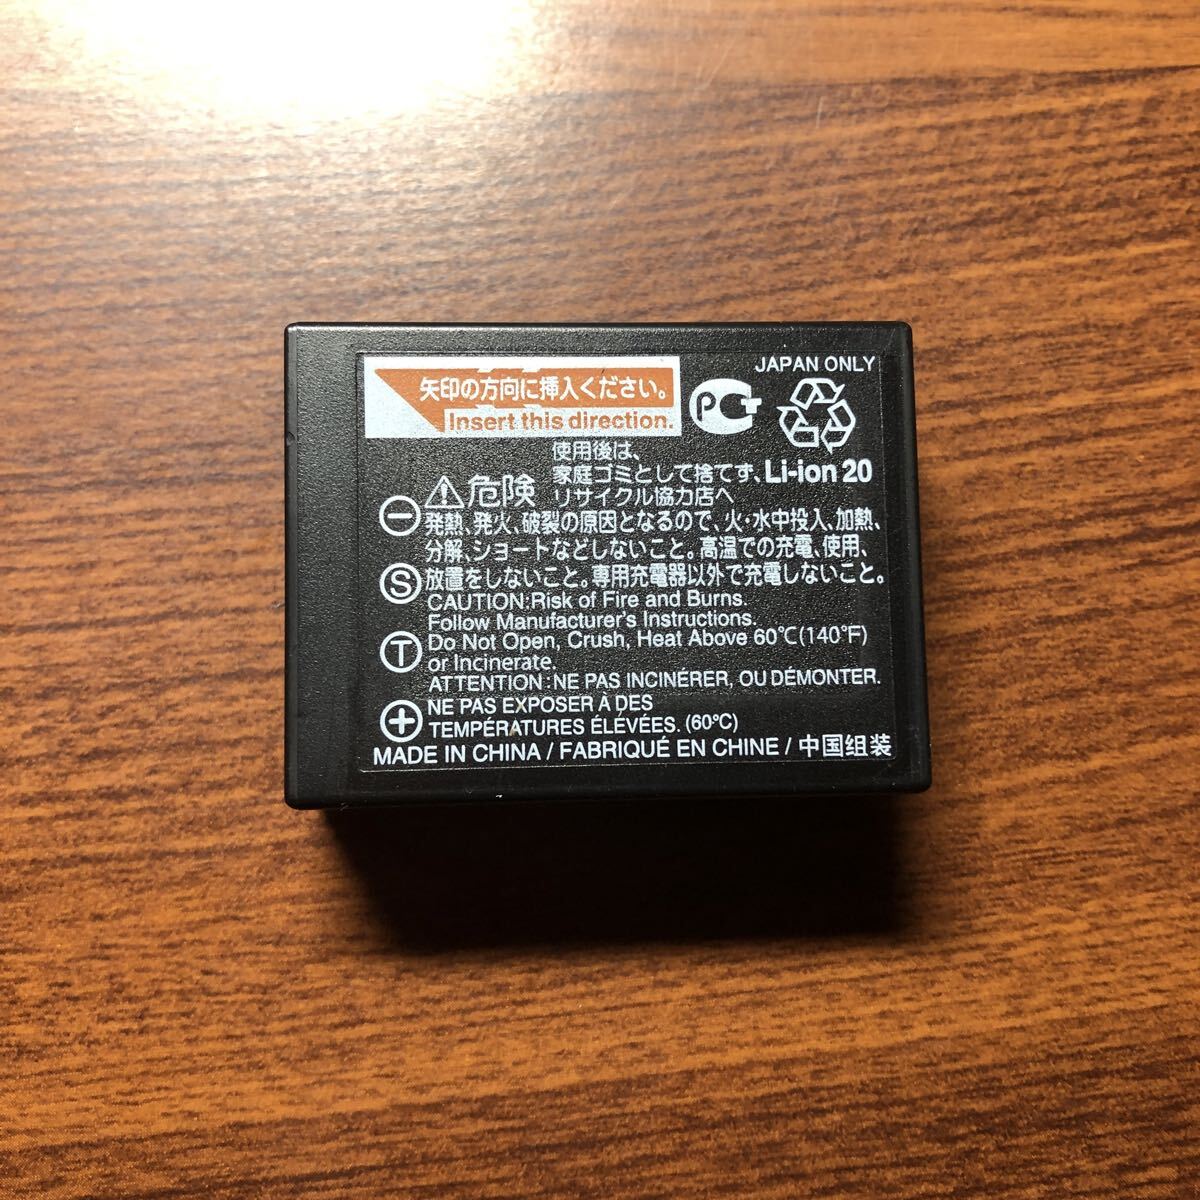 JAPAN ONLY
矢印の方向に挿入ください。
Insert this direction.
PCT
使用後は、
家庭ゴミとして捨てず、Li-ion 20
リサイクル協力店へ
⚠危険
発熱、発火、破裂の原因となるので、火・水中投入、加熱、
分解、ショートなどしないこと。高温での充電、使用、
放置をしないこと。専用充電器以外で充電しないこと。
CAUTION:Risk of Fire and Burns.
Follow Manufacturer's Instructions.
Do Not Open, Crush, Heat Above 60℃(140℉)
or Incinerate.
ATTENTION:NE PAS INCINÉRER, OU DÉMONTER.
NE PAS EXPOSER À DES
TEMPÉRATURES ÉLÉVÉES. (60℃)
MADE IN CHINA / FABRIQUÉ EN CHINE / 中国组装
−
S
T
+